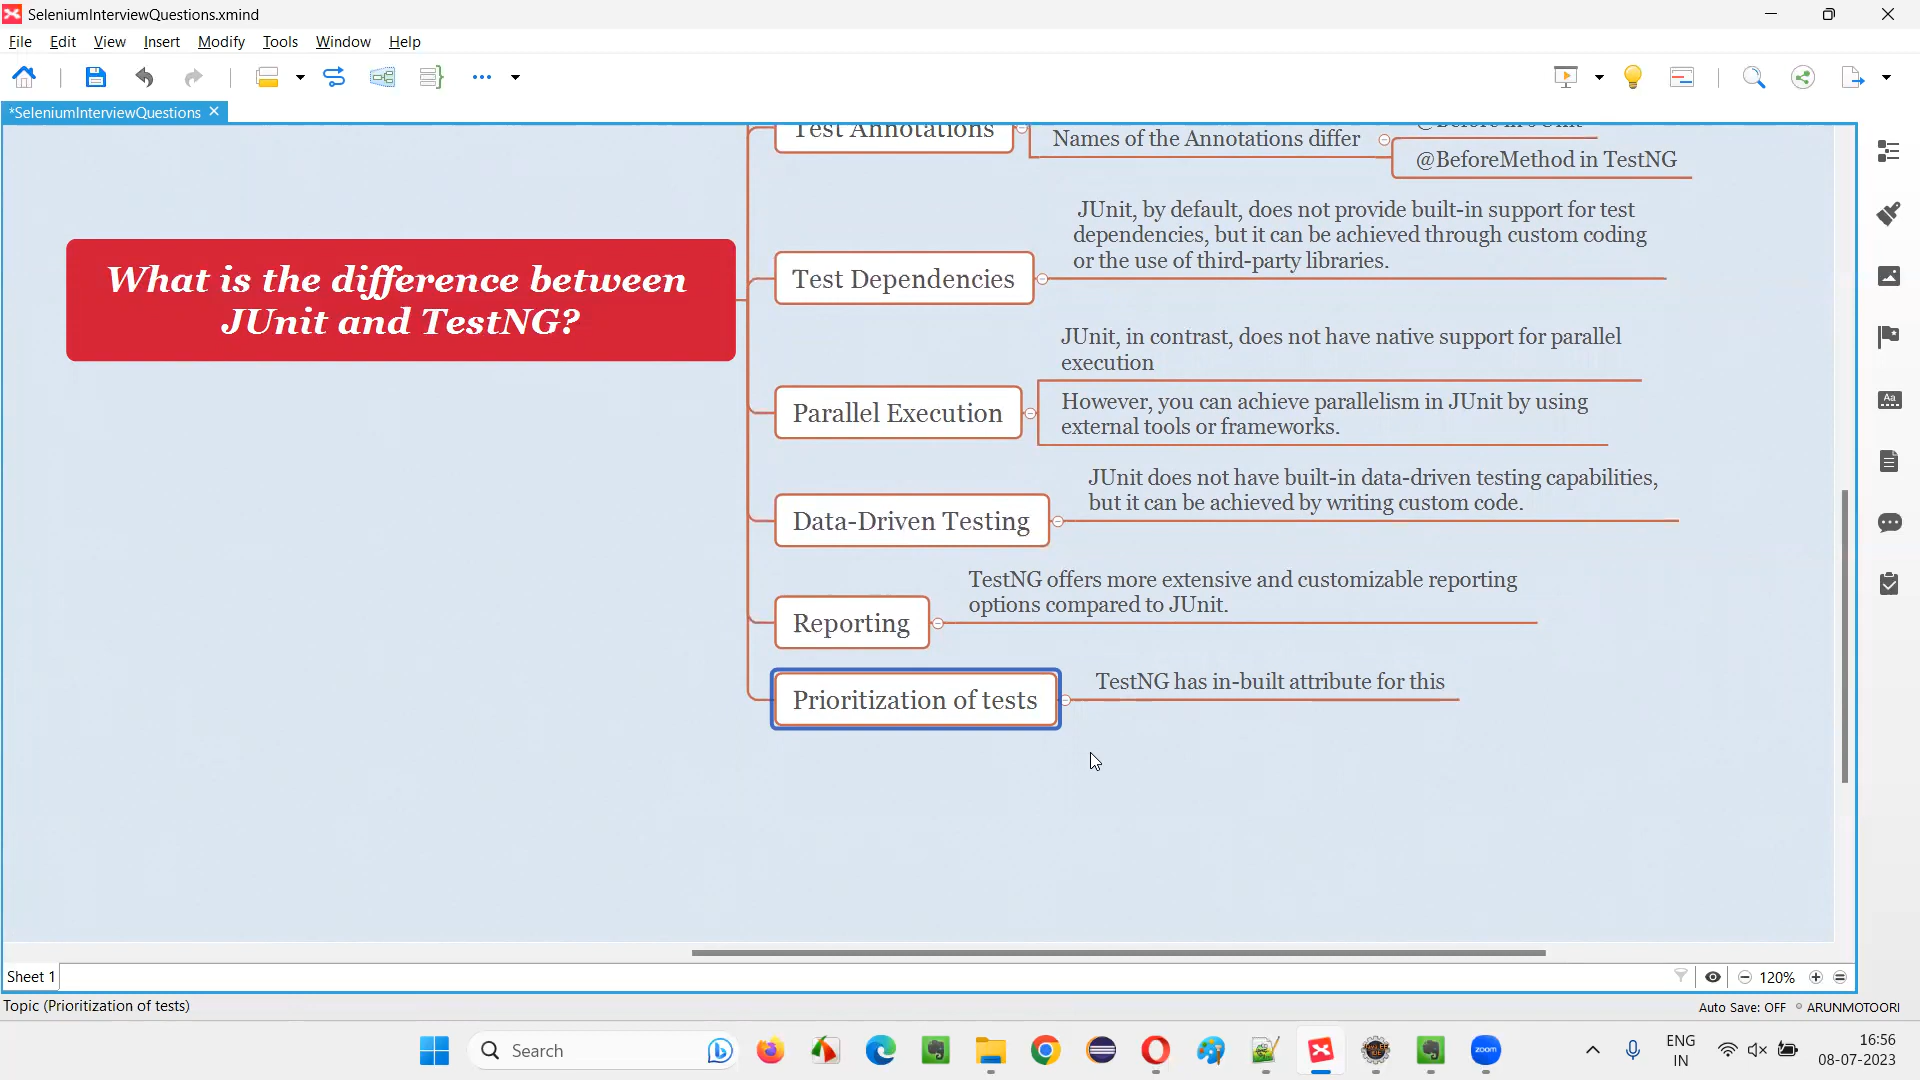 SeleniumInterviewQuestions.xmind
File Edit View Insert Modify Tools Window Help
*SeleniumInterviewQuestions
Test Annotations
Names of the Annotations differ
@Before in JUnit
@BeforeMethod in TestNG
What is the difference between
JUnit and TestNG?
JUnit, by default, does not provide built-in support for test
dependencies, but it can be achieved through custom coding
or the use of third-party libraries.
Test Dependencies
JUnit, in contrast, does not have native support for parallel
execution
Parallel Execution
However, you can achieve parallelism in JUnit by using
external tools or frameworks.
JUnit does not have built-in data-driven testing capabilities,
but it can be achieved by writing custom code.
Data-Driven Testing
TestNG offers more extensive and customizable reporting
options compared to JUnit.
Reporting
TestNG has in-built attribute for this
Prioritization of tests
Aa
Sheet 1
120%
Topic (Prioritization of tests)
Auto Save: OFF
ARUNMOTOORI
Search
zoom
ENG
IN
16:56
08-07-2023